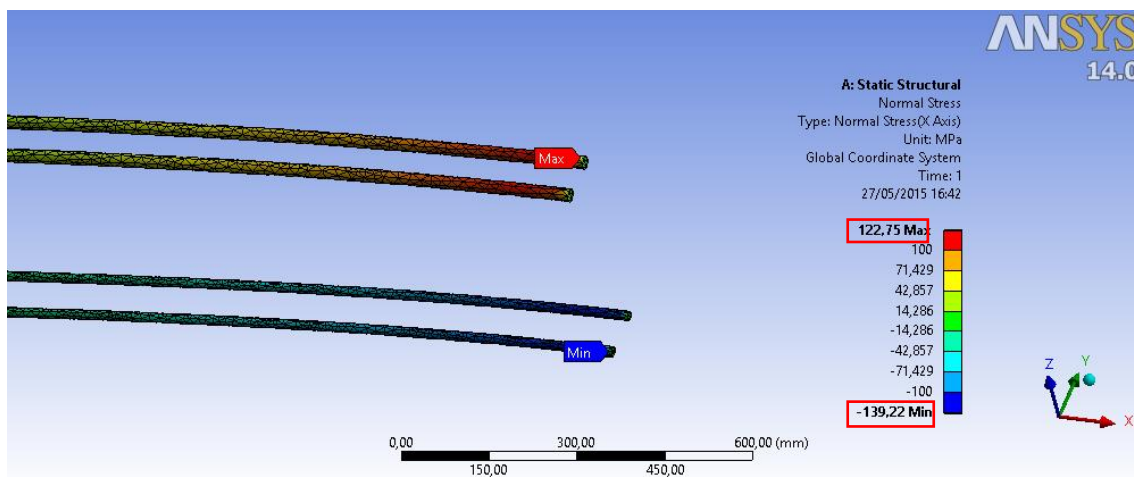 ANSYS
14.0
A: Static Structural
Normal Stress
Type: Normal Stress(X Axis)
Unit: MPa
Global Coordinate System
Time: 1
27/05/2015 16:42
122,75 Max
100
71,429
42,857
14,286
-14,286
-42,857
-71,429
-100
-139,22 Min
Max
Min
Z
Y
X
0,00
300,00
600,00 (mm)
150,00
450,00